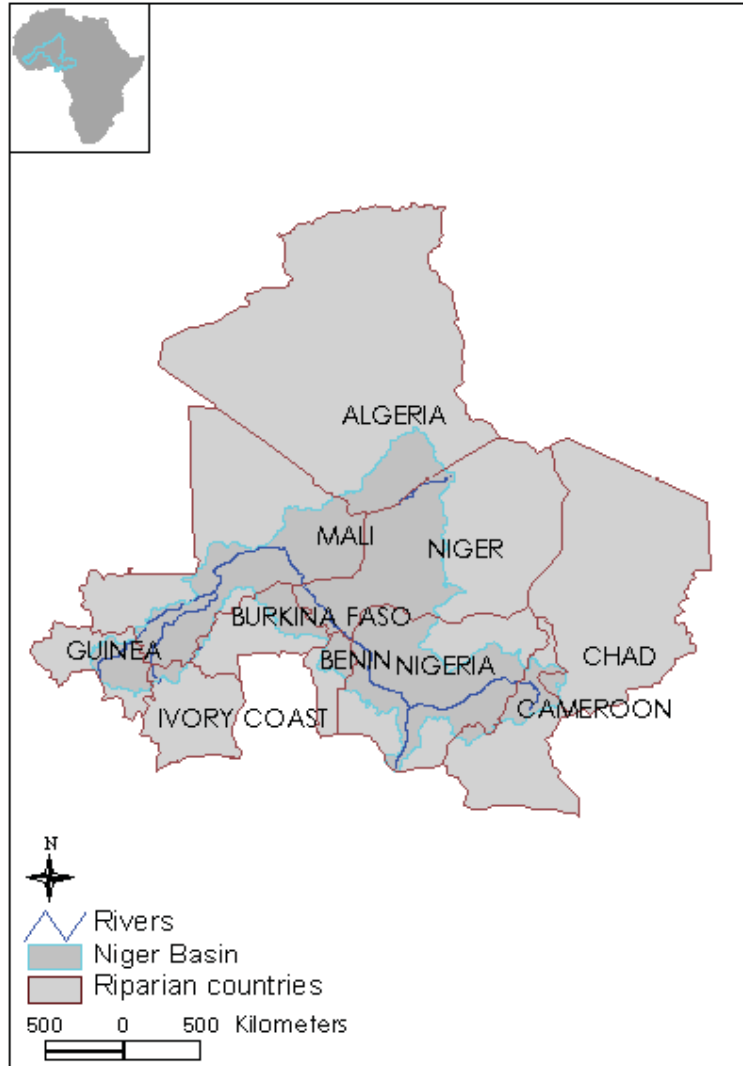 ALGERIA
MALI
NIGER
BURKINA FASO
GUINEA
BENIN
NIGERIA
CHAD
IVORY COAST
CAMEROON
N
Rivers
Niger Basin
Riparian countries
500 0 500 Kilometers